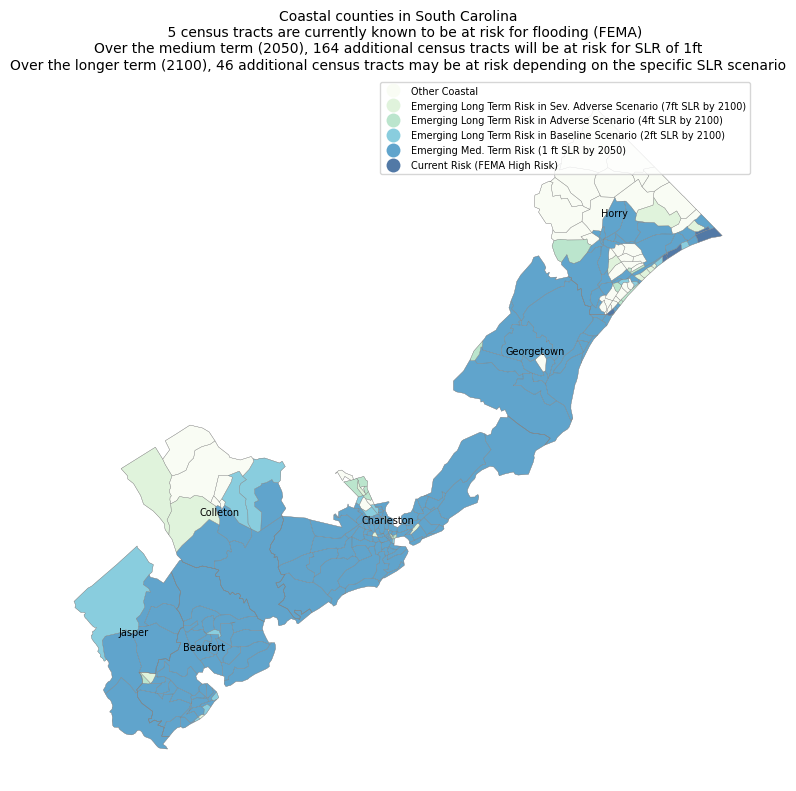 Coastal counties in South Carolina
5 census tracts are currently known to be at risk for flooding (FEMA)
Over the medium term (2050), 164 additional census tracts will be at risk for SLR of 1ft
Over the longer term (2100), 46 additional census tracts may be at risk depending on the specific SLR scenario
Other Coastal
Emerging Long Term Risk in Sev. Adverse Scenario (7ft SLR by 2100)
Emerging Long Term Risk in Adverse Scenario (4ft SLR by 2100)
Emerging Long Term Risk in Baseline Scenario (2ft SLR by 2100)
Emerging Med. Term Risk (1 ft SLR by 2050)
Current Risk (FEMA High Risk)
Horry
Georgetown
Colleton
Charleston
Jasper
Beaufort